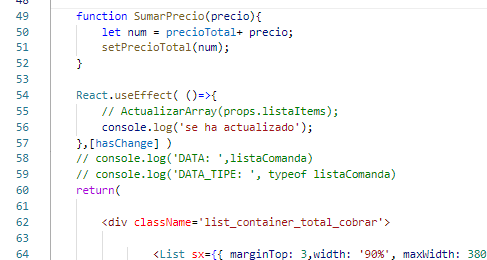 49 function SumarPrecio(precio){
50 let num = precioTotal+ precio;
51 setPrecioTotal(num);
52 }
53
54 React.useEffect( ()=>{
55 // ActualizarArray(props.listaItems);
56 console.log('se ha actualizado');
57 },[hasChange] )
58 // console.log('DATA: ',listaComanda)
59 // console.log('DATA_TIPE: ', typeof listaComanda)
60 return(
61
62 <div className='list_container_total_cobrar'>
63
64 <List sx={{ marginTop: 3,width: '90%', maxWidth: 380